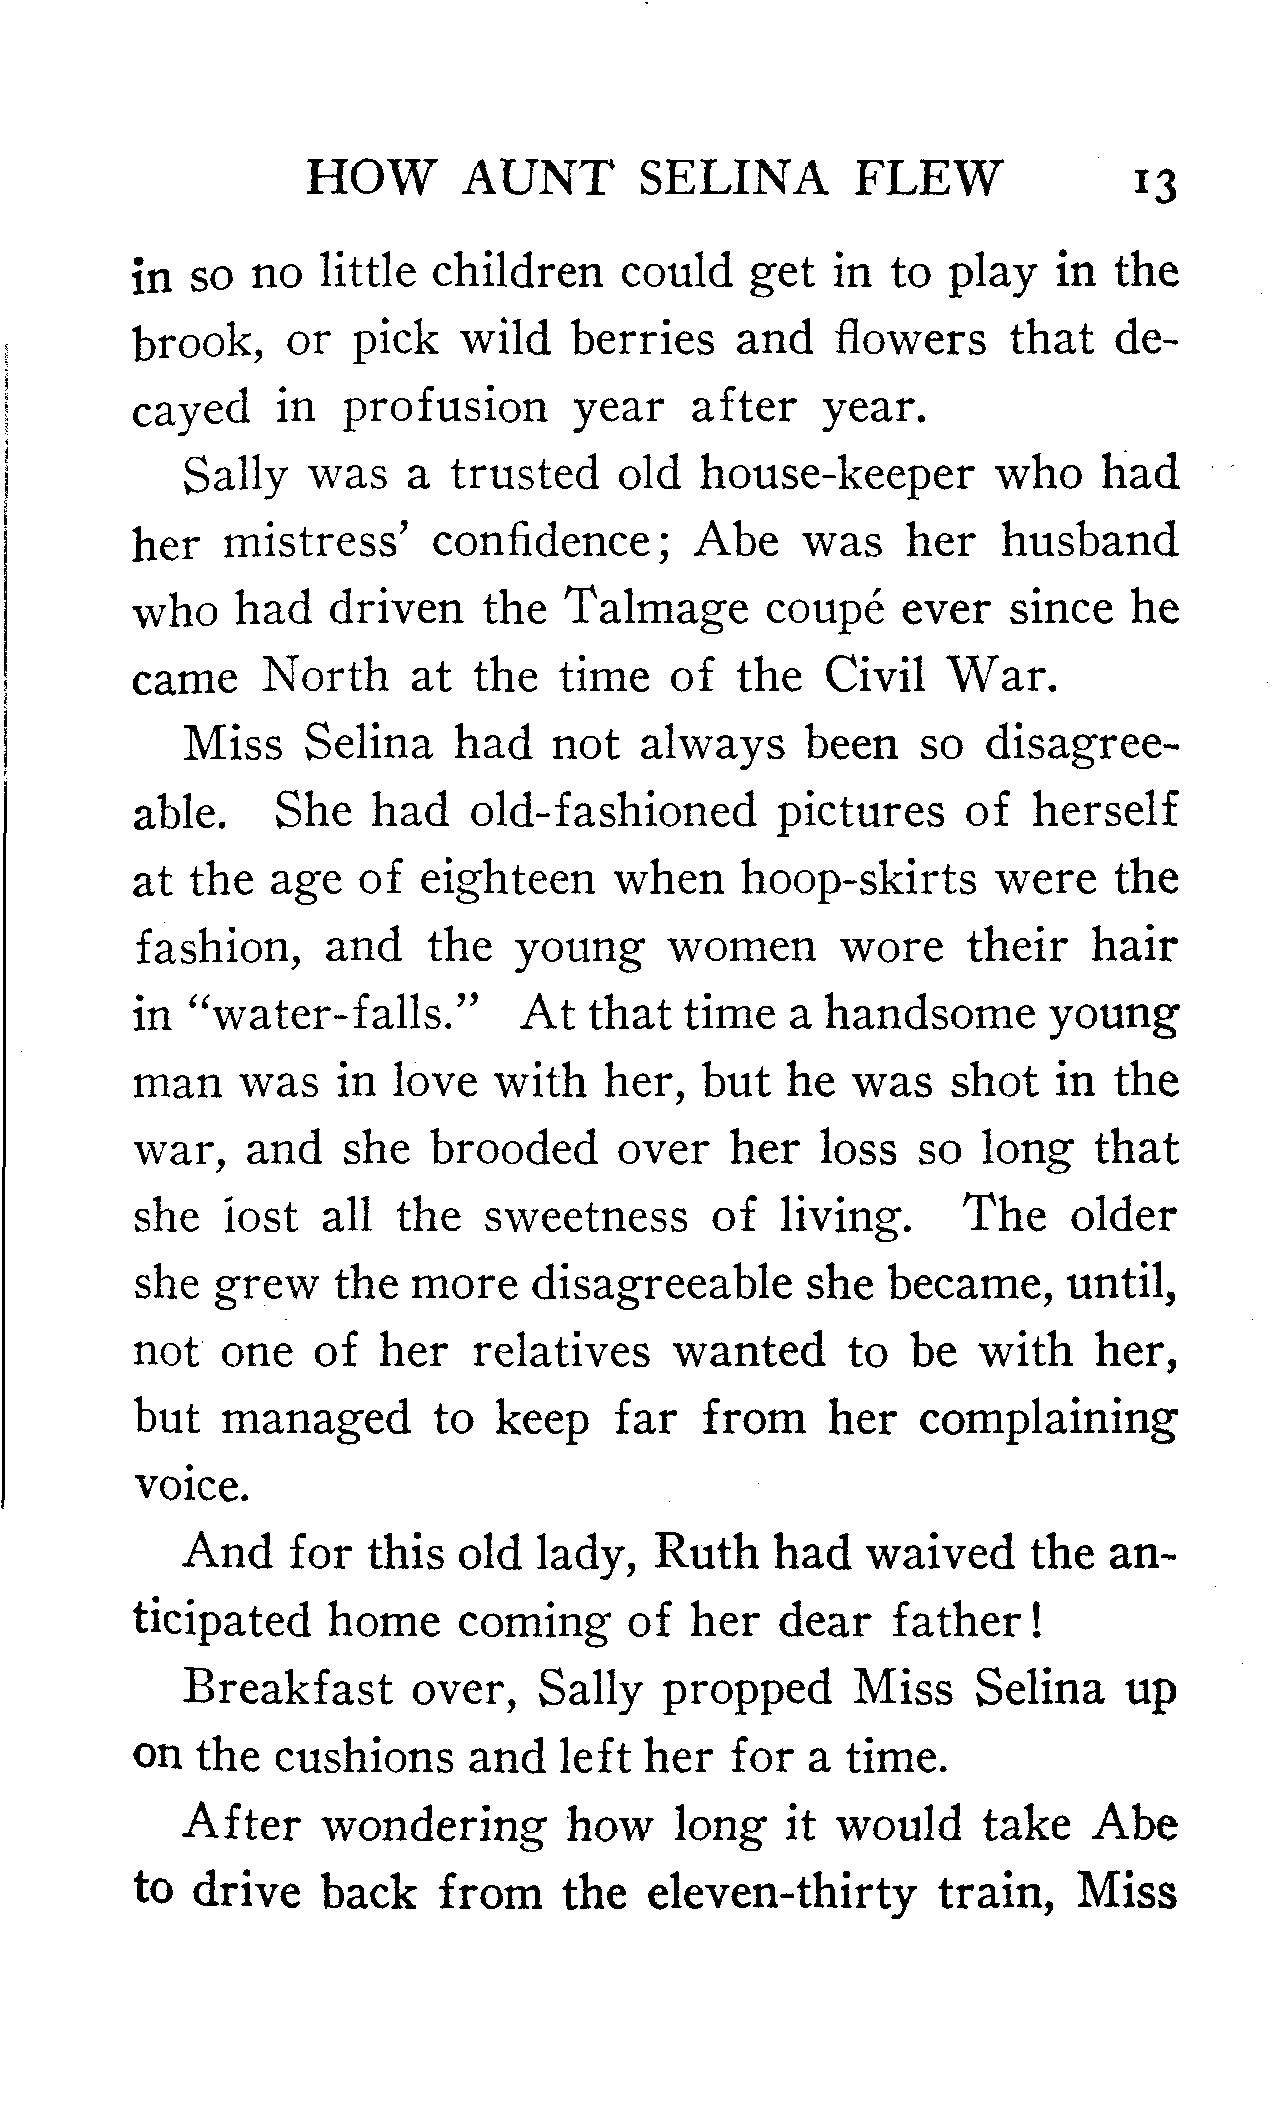 HOW AUNT SELINA FLEW 13
in so no little children could get in to play in the
brook, or pick wild berries and flowers that de-
cayed in profusion year after year.
Sally was a trusted old house-keeper who had
her mistress' confidence; Abe was her husband
who had driven the Talmage coupé ever since he
came North at the time of the Civil War.
Miss Selina had not always been so disagree-
able. She had old-fashioned pictures of herself
at the age of eighteen when hoop-skirts were the
fashion, and the young women wore their hair
in "water-falls." At that time a handsome young
man was in love with her, but he was shot in the
war, and she brooded over her loss so long that
she lost all the sweetness of living. The older
she grew the more disagreeable she became, until,
not one of her relatives wanted to be with her,
but managed to keep far from her complaining
voice.
And for this old lady, Ruth had waived the an-
ticipated home coming of her dear father!
Breakfast over, Sally propped Miss Selina up
on the cushions and left her for a time.
After wondering how long it would take Abe
to drive back from the eleven-thirty train, Miss